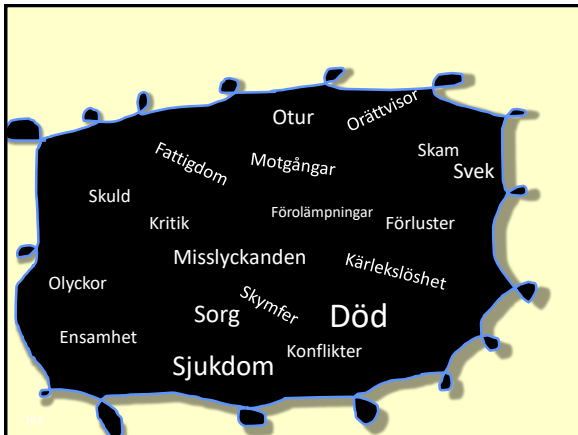 Otur
Orättvisor
Fattigdom
Motgångar
Skam
Svek
Skuld
Kritik
Förolämpningar
Förluster
Misslyckanden
Kärlekslöshet
Olyckor
Skymfer
Sorg
Död
Ensamhet
Konflikter
Sjukdom